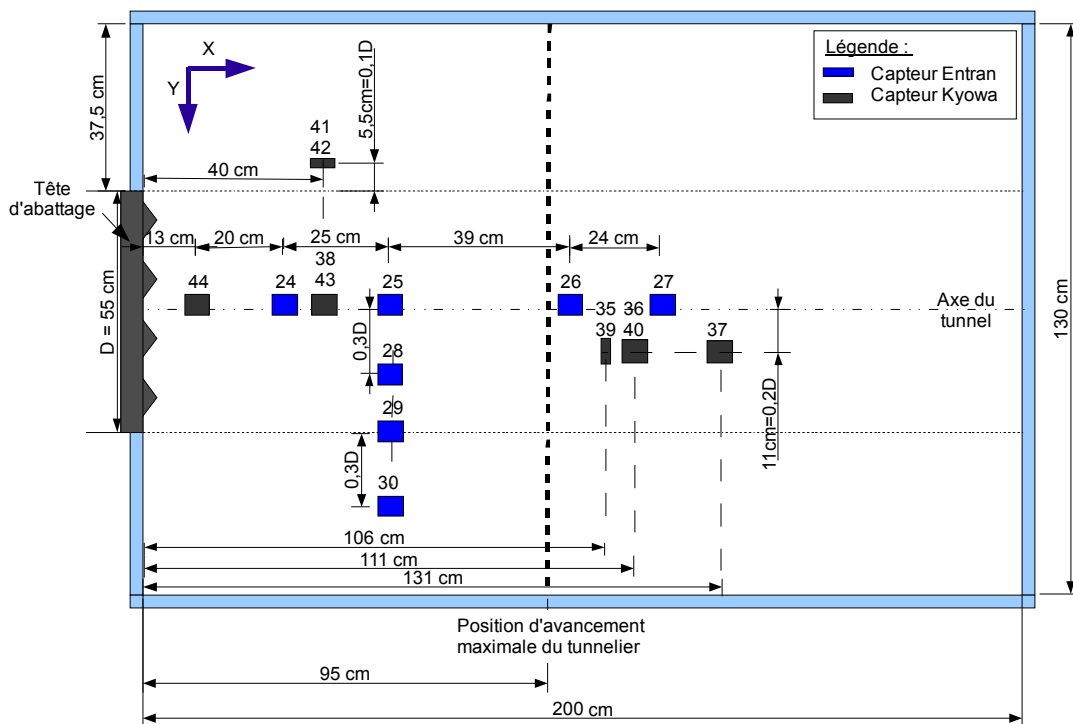 X
Y
37,5 cm
Légende :
Capteur Entran
Capteur Kyowa
41
42
5,5cm=0,1D
40 cm
Tête
d'abattage
13 cm
20 cm
25 cm
39 cm
24 cm
44
24
38
43
25
26
27
35
36
39
40
37
Axe du
tunnel
D = 55 cm
0,3D
28
29
0,3D
30
11cm=0,2D
130 cm
106 cm
111 cm
131 cm
Position d'avancement
maximale du tunnelier
95 cm
200 cm